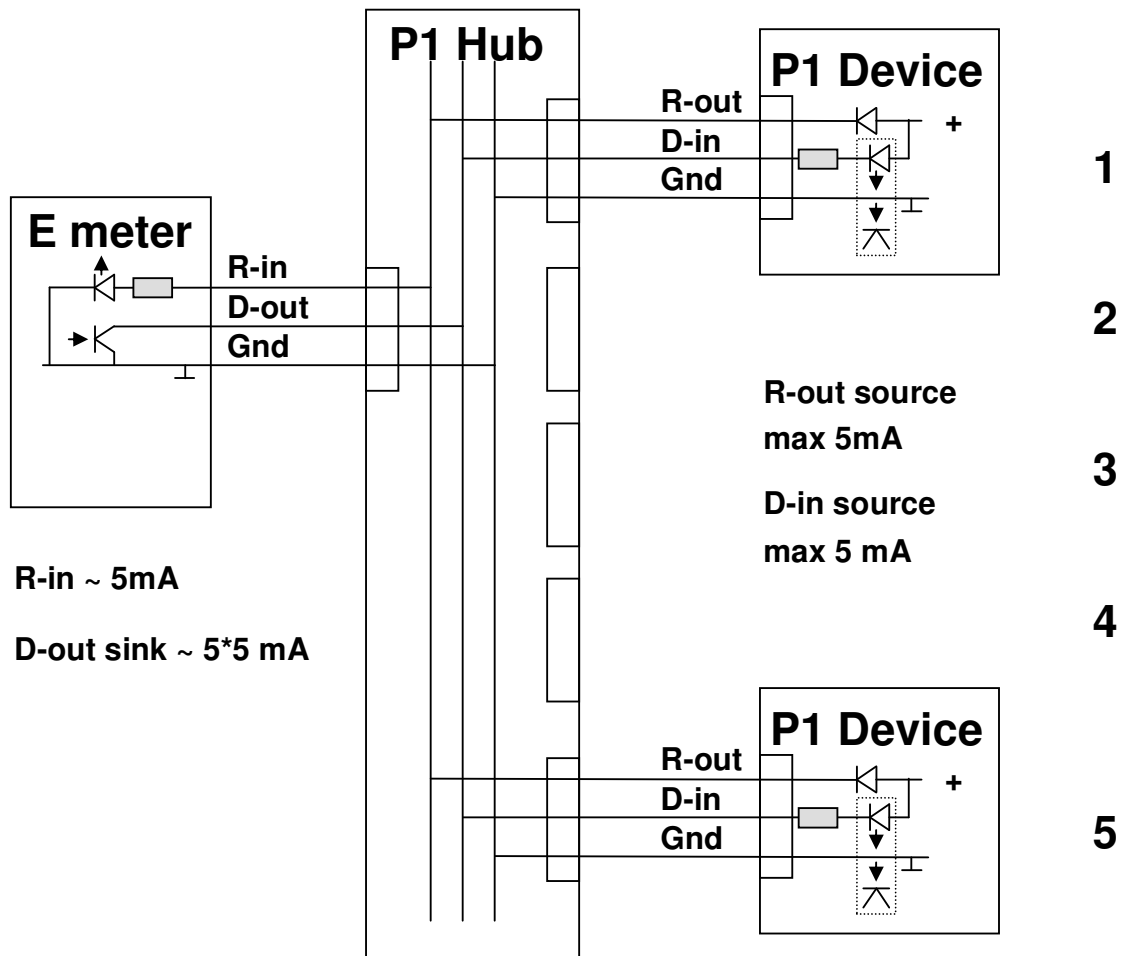 P1 Hub
P1 Device
R-out
+
D-in
Gnd
1
E meter
R-in
D-out
Gnd
2
R-out source
max 5mA
3
D-in source
max 5 mA
R-in ~ 5mA
4
D-out sink ~ 5*5 mA
P1 Device
R-out
+
D-in
Gnd
5